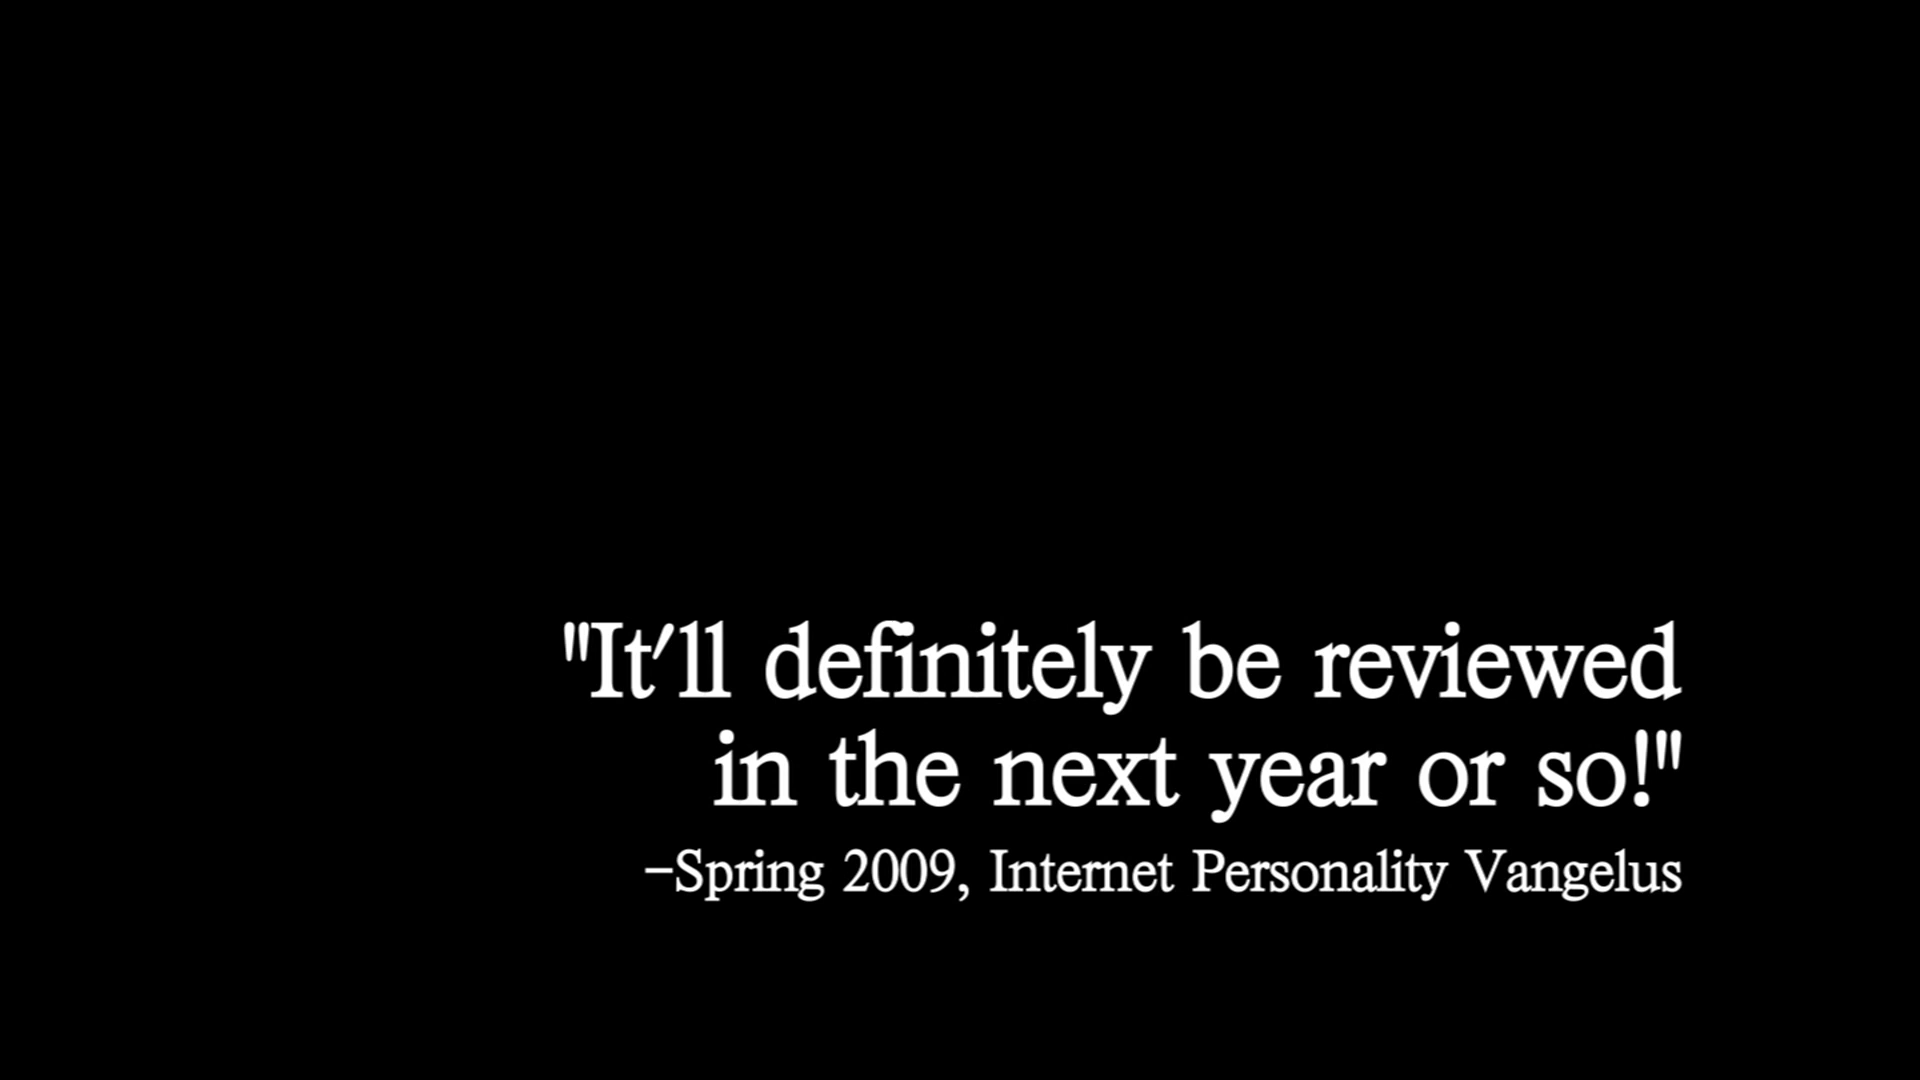 "It'll definitely be reviewed
in the next year or so!"
-Spring 2009, Internet Personality Vangelus